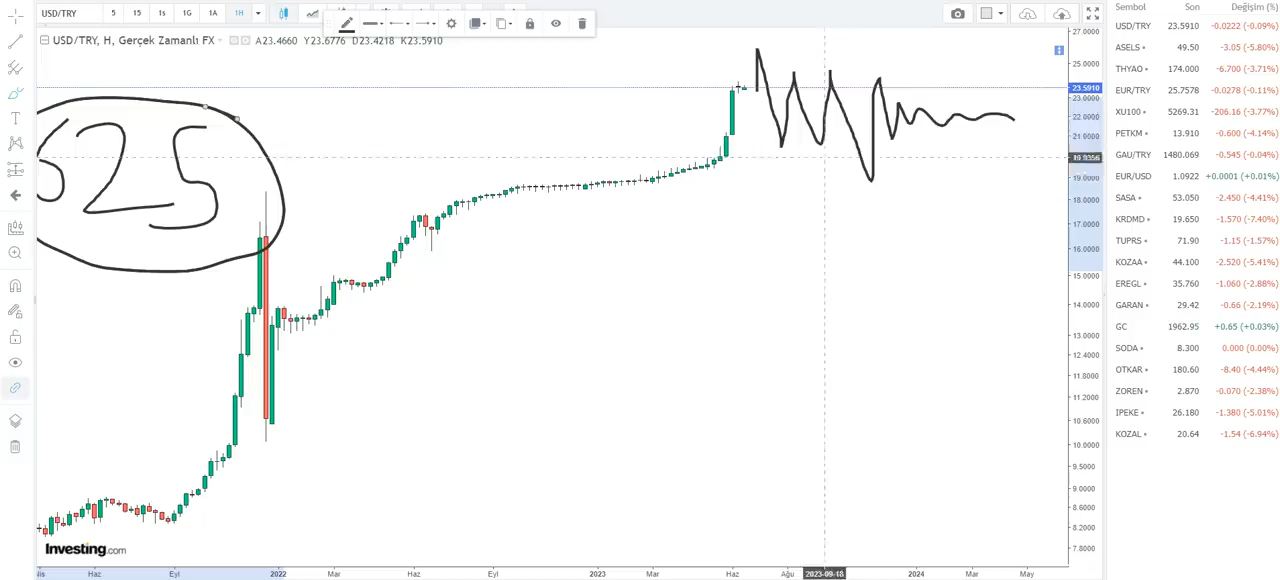 USD/TRY 5 15 1s 1G 1A 1H
USD/TRY, H, Gerçek Zamanlı FX A23.4660 Y23.6776 D23.4218 K23.5910
27.0000
25.0000
23.5910
23.0000
22.0000
21.0000
19.9356
19.0000
18.0000
17.0000
16.0000
15.0000
14.0000
13.0000
12.4000
11.8000
11.2000
10.6000
10.0000
9.5000
9.0000
8.6000
8.2000
7.8000
525
Investing.com
Haz Eyl 2022 Mar Haz Eyl 2023 Mar Haz Ağu 2023-09-18 2024 Mar May
Sembol Son Değişim (%)
USD/TRY 23.5910 -0.0222 (-0.09%)
ASELS 49.50 -3.05 (-5.80%)
THYAO 174.000 -6.700 (-3.71%)
EUR/TRY 25.7578 -0.0278 (-0.11%)
XU100 5269.31 -206.16 (-3.77%)
PETKM 13.910 -0.600 (-4.14%)
GAU/TRY 1480.069 -0.545 (-0.04%)
EUR/USD 1.0922 +0.0001 (+0.01%)
SASA 53.050 -2.450 (-4.41%)
KRDMD 19.650 -1.570 (-7.40%)
TUPRS 71.90 -1.15 (-1.57%)
KOZAA 44.100 -2.520 (-5.41%)
EREGL 35.760 -1.060 (-2.88%)
GARAN 29.42 -0.66 (-2.19%)
GC 1962.95 +0.65 (+0.03%)
SODA 8.300 0.000 (0.00%)
OTKAR 180.60 -8.40 (-4.44%)
ZOREN 2.870 -0.070 (-2.38%)
IPEKE 26.180 -1.380 (-5.01%)
KOZAL 20.64 -1.54 (-6.94%)